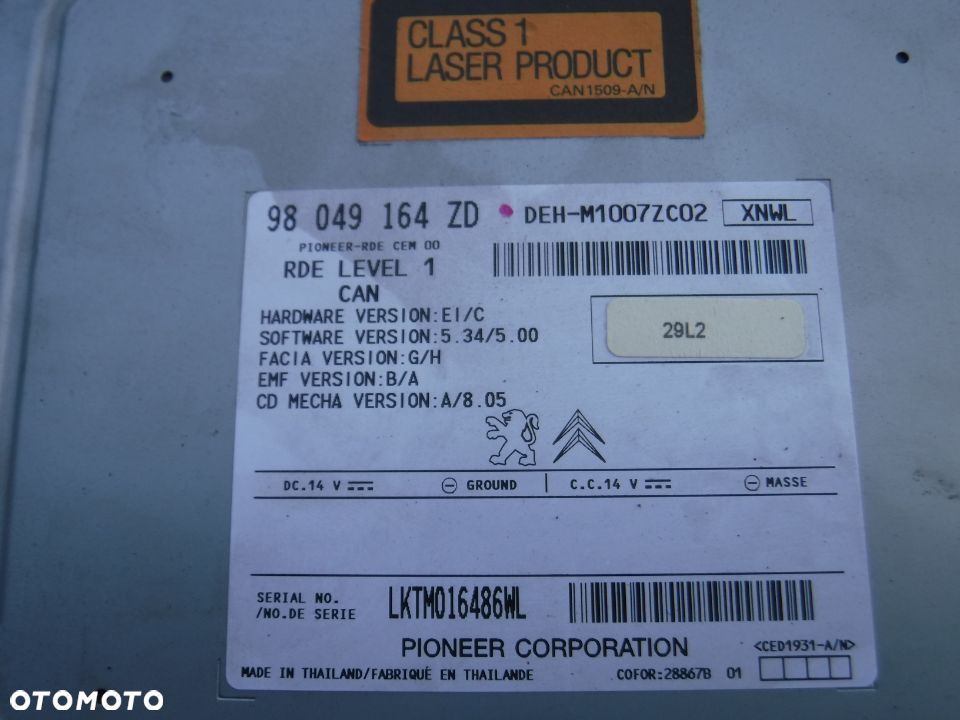 CLASS 1
LASER PRODUCT
CAN1509-A/N
98 049 164 ZD DEH-M1007ZC02 XNWL
PIONEER-RDE CEM 00
RDE LEVEL 1
CAN
HARDWARE VERSION:EI/C
SOFTWARE VERSION:5.34/5.00
29L2
FACIA VERSION:G/H
EMF VERSION:B/A
CD MECHA VERSION:A/8.05
DC.14 V GROUND C.C.14 V MASSE
SERIAL NO.
/NO.DE SERIE LKTM016486WL
PIONEER CORPORATION <CED1931-A/N>
MADE IN THAILAND/FABRIQUÉ EN THAILANDE COFOR:28867B 01
OTOMOTO